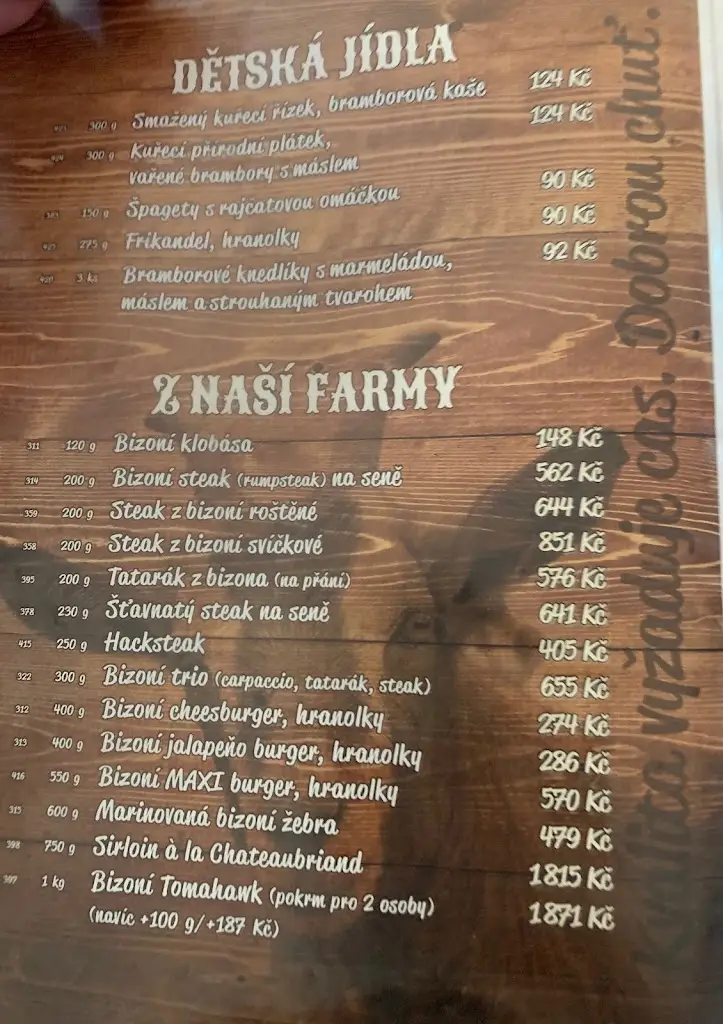 DĚTSKÁ JÍDLA
300 g Smažený kuřecí řízek, bramborová kaše 124 Kč
300 g Kuřecí přírodní plátek, 124 Kč
vařené brambory s máslem
150 g Špagety s rajčatovou omáčkou 90 Kč
275 g Frikandel, hranolky 90 Kč
3 ks Bramborové knedlíky s marmeládou, 92 Kč
máslem a strouhaným tvarohem
Z NAŠÍ FARMY
311 120 g Bizoní klobása 148 Kč
314 200 g Bizoní steak (rumpsteak) na seně 562 Kč
359 200 g Steak z bizoní roštěné 644 Kč
358 200 g Steak z bizoní svíčkové 851 Kč
395 200 g Tatarák z bizona (na přání) 576 Kč
378 230 g Šťavnatý steak na seně 641 Kč
415 250 g Hacksteak 405 Kč
322 300 g Bizoní trio (carpaccio, tatarák, steak) 655 Kč
312 400 g Bizoní cheesburger, hranolky 274 Kč
313 400 g Bizoní jalapeňo burger, hranolky 286 Kč
416 550 g Bizoní MAXI burger, hranolky 570 Kč
315 600 g Marinovaná bizoní žebra 479 Kč
398 750 g Sirloin à la Chateaubriand 1815 Kč
397 1 kg Bizoní Tomahawk (pokrm pro 2 osoby) 1871 Kč
(navíc +100 g/+187 Kč)
Kvalita vyžaduje čas. Dobrou chuť.